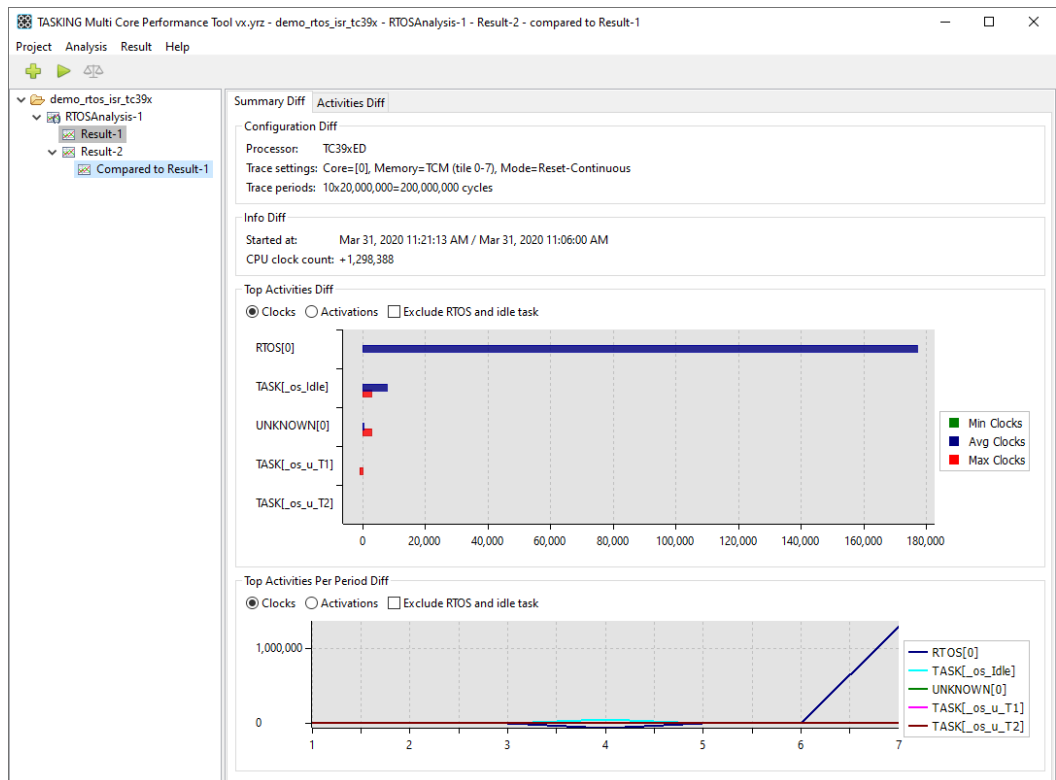 TASKING Multi Core Performance Tool vx.yrz - demo_rtos_isr_tc39x - RTOSAnalysis-1 - Result-2 - compared to Result-1
Project Analysis Result Help
demo_rtos_isr_tc39x
RTOSAnalysis-1
Result-1
Result-2
Compared to Result-1
Summary Diff Activities Diff
Configuration Diff
Processor: TC39xED
Trace settings: Core=[0], Memory=TCM (tile 0-7), Mode=Reset-Continuous
Trace periods: 10x20,000,000=200,000,000 cycles
Info Diff
Started at: Mar 31, 2020 11:21:13 AM / Mar 31, 2020 11:06:00 AM
CPU clock count: +1,298,388
Top Activities Diff
Clocks Activations Exclude RTOS and idle task
RTOS[0]
TASK[_os_Idle]
UNKNOWN[0]
TASK[_os_u_T1]
TASK[_os_u_T2]
0 20,000 40,000 60,000 80,000 100,000 120,000 140,000 160,000 180,000
Min Clocks
Avg Clocks
Max Clocks
Top Activities Per Period Diff
Clocks Activations Exclude RTOS and idle task
1,000,000
0
1 2 3 4 5 6 7
RTOS[0]
TASK[_os_Idle]
UNKNOWN[0]
TASK[_os_u_T1]
TASK[_os_u_T2]